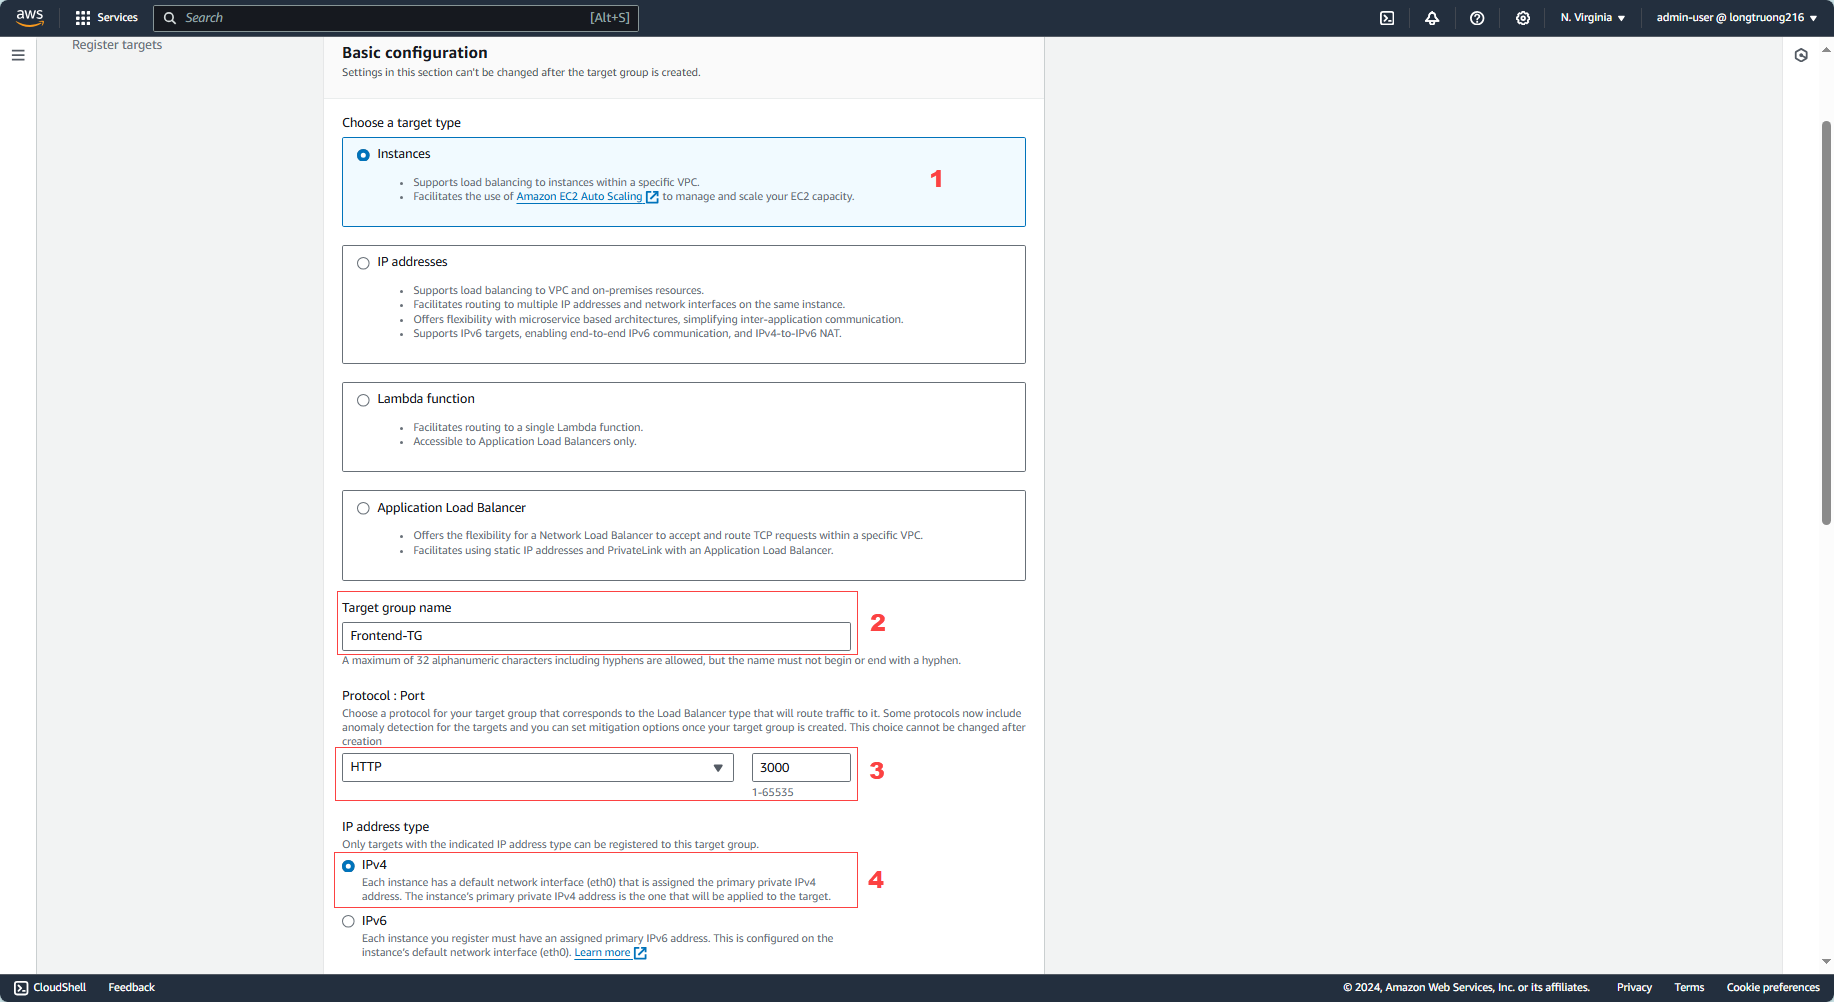 aws
Services
Search
[Alt+S]
N. Virginia
admin-user @ longtruong216
Register targets
Basic configuration
Settings in this section can't be changed after the target group is created.
Choose a target type
Instances
1
• Supports load balancing to instances within a specific VPC.
• Facilitates the use of Amazon EC2 Auto Scaling to manage and scale your EC2 capacity.
IP addresses
• Supports load balancing to VPC and on-premises resources.
• Facilitates routing to multiple IP addresses and network interfaces on the same instance.
• Offers flexibility with microservice based architectures, simplifying inter-application communication.
• Supports IPv6 targets, enabling end-to-end IPv6 communication, and IPv4-to-IPv6 NAT.
Lambda function
• Facilitates routing to a single Lambda function.
• Accessible to Application Load Balancers only.
Application Load Balancer
• Offers the flexibility for a Network Load Balancer to accept and route TCP requests within a specific VPC.
• Facilitates using static IP addresses and PrivateLink with an Application Load Balancer.
Target group name
2
Frontend-TG
A maximum of 32 alphanumeric characters including hyphens are allowed, but the name must not begin or end with a hyphen.
Protocol : Port
Choose a protocol for your target group that corresponds to the Load Balancer type that will route traffic to it. Some protocols now include
anomaly detection for the targets and you can set mitigation options once your target group is created. This choice cannot be changed after
creation
HTTP
3000
3
1-65535
IP address type
Only targets with the indicated IP address type can be registered to this target group.
IPv4
4
Each instance has a default network interface (eth0) that is assigned the primary private IPv4
address. The instance's primary private IPv4 address is the one that will be applied to the target.
IPv6
Each instance you register must have an assigned primary IPv6 address. This is configured on the
instance's default network interface (eth0). Learn more
CloudShell
Feedback
© 2024, Amazon Web Services, Inc. or its affiliates.
Privacy
Terms
Cookie preferences